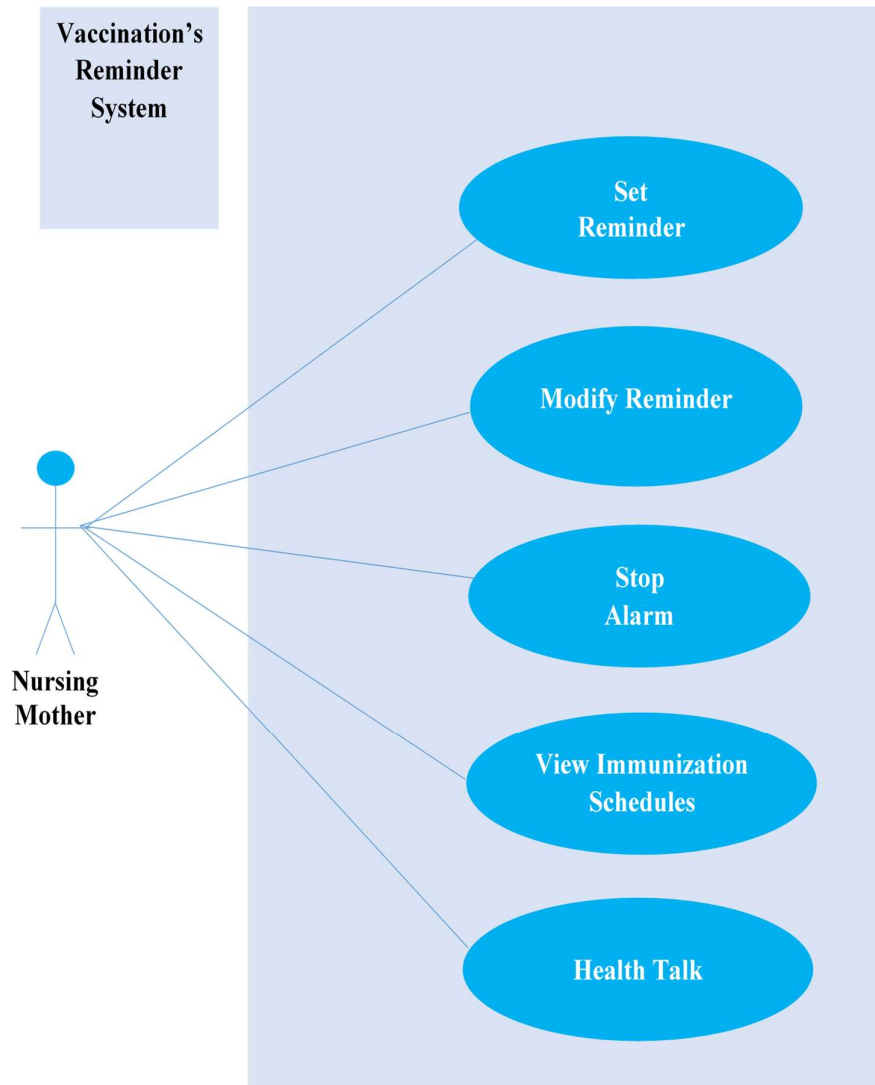 Vaccination’s
Reminder
System
Set
Reminder
Modify Reminder
Stop
Alarm
Nursing
Mother
View Immunization
Schedules
Health Talk